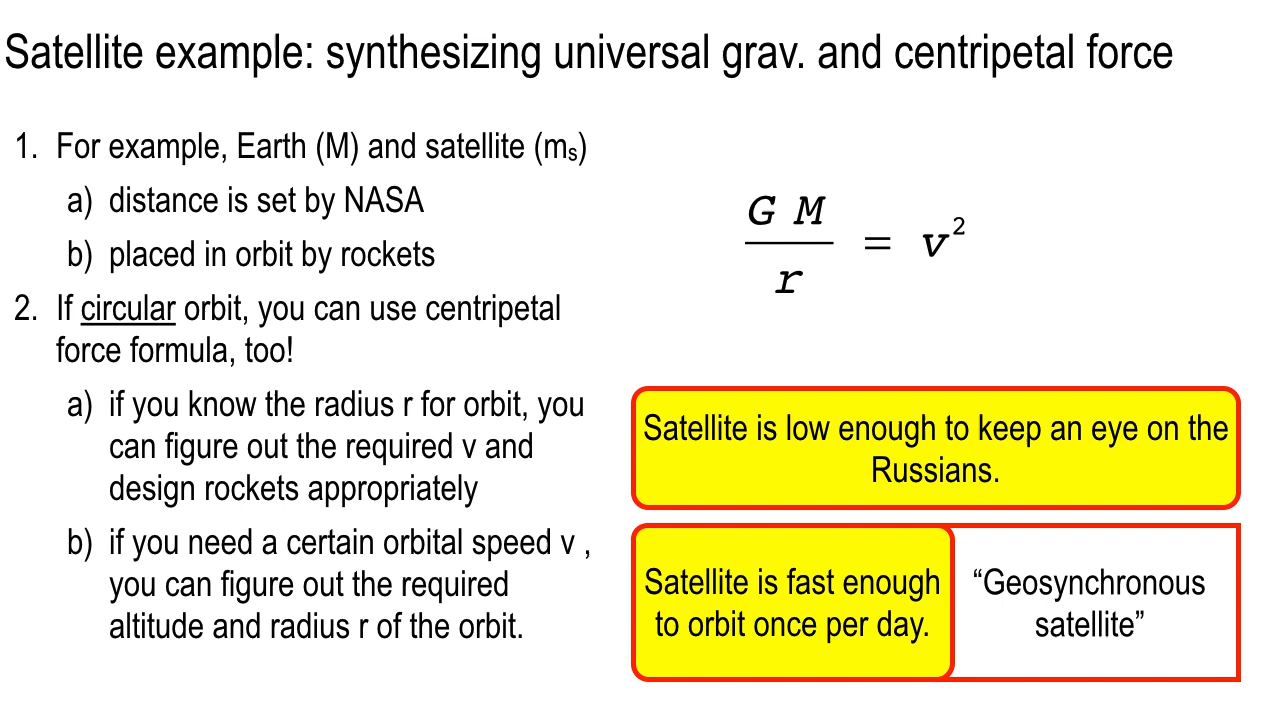 Satellite example: synthesizing universal grav. and centripetal force
1. For example, Earth (M) and satellite (mₛ)
a) distance is set by NASA
b) placed in orbit by rockets
2. If circular orbit, you can use centripetal
force formula, too!
a) if you know the radius r for orbit, you
can figure out the required v and
design rockets appropriately
b) if you need a certain orbital speed v ,
you can figure out the required
altitude and radius r of the orbit.
G M
r
= v²
Satellite is low enough to keep an eye on the
Russians.
Satellite is fast enough
to orbit once per day.
“Geosynchronous
satellite”